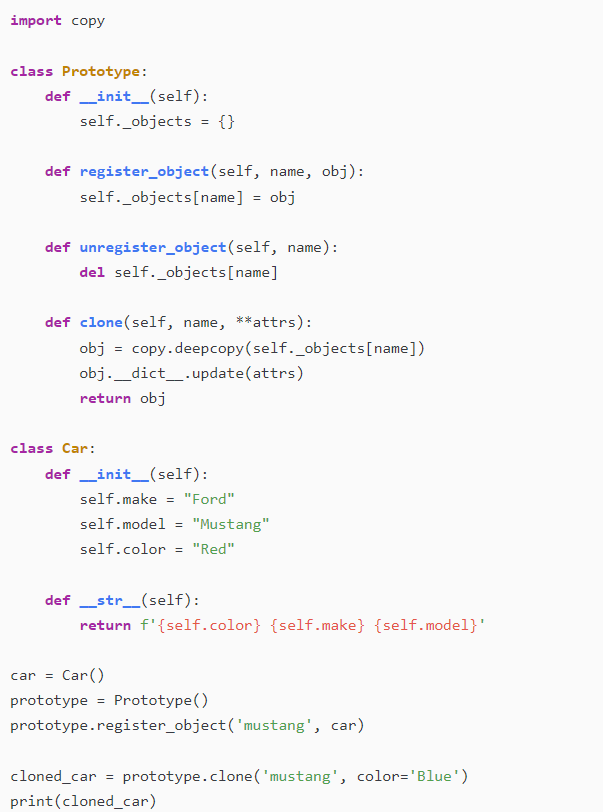 import copy

class Prototype:
    def __init__(self):
        self._objects = {}

    def register_object(self, name, obj):
        self._objects[name] = obj

    def unregister_object(self, name):
        del self._objects[name]

    def clone(self, name, **attrs):
        obj = copy.deepcopy(self._objects[name])
        obj.__dict__.update(attrs)
        return obj

class Car:
    def __init__(self):
        self.make = "Ford"
        self.model = "Mustang"
        self.color = "Red"

    def __str__(self):
        return f'{self.color} {self.make} {self.model}'

car = Car()
prototype = Prototype()
prototype.register_object('mustang', car)

cloned_car = prototype.clone('mustang', color='Blue')
print(cloned_car)